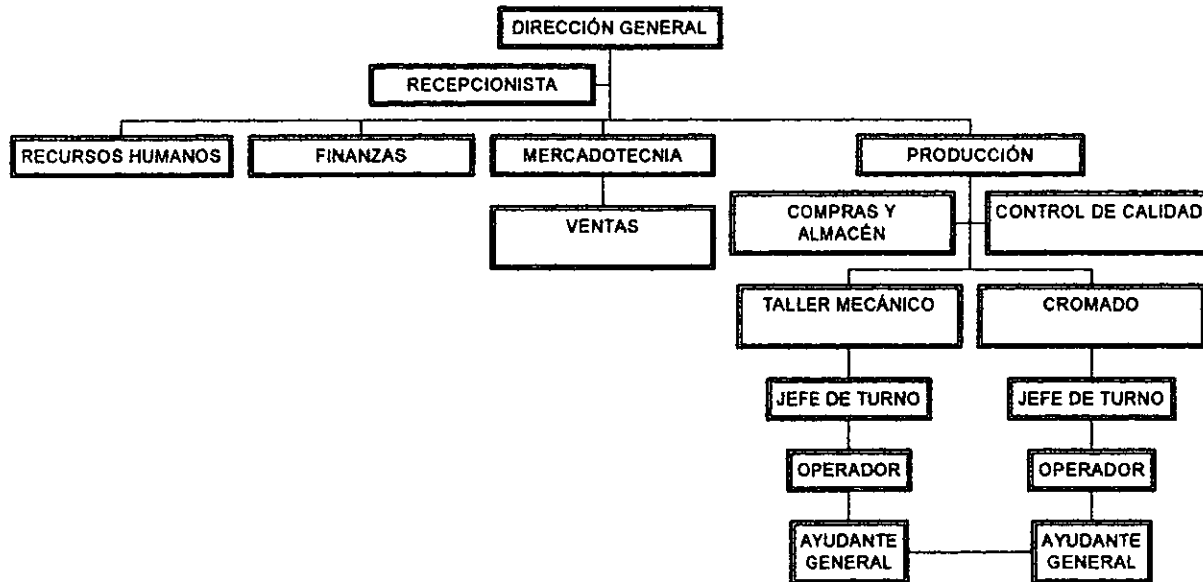 DIRECCIÓN GENERAL
RECEPCIONISTA
RECURSOS HUMANOS
FINANZAS
MERCADOTECNIA
PRODUCCIÓN
VENTAS
COMPRAS Y
ALMACÉN
CONTROL DE CALIDAD
TALLER MECÁNICO
CROMADO
JEFE DE TURNO
JEFE DE TURNO
OPERADOR
OPERADOR
AYUDANTE
GENERAL
AYUDANTE
GENERAL